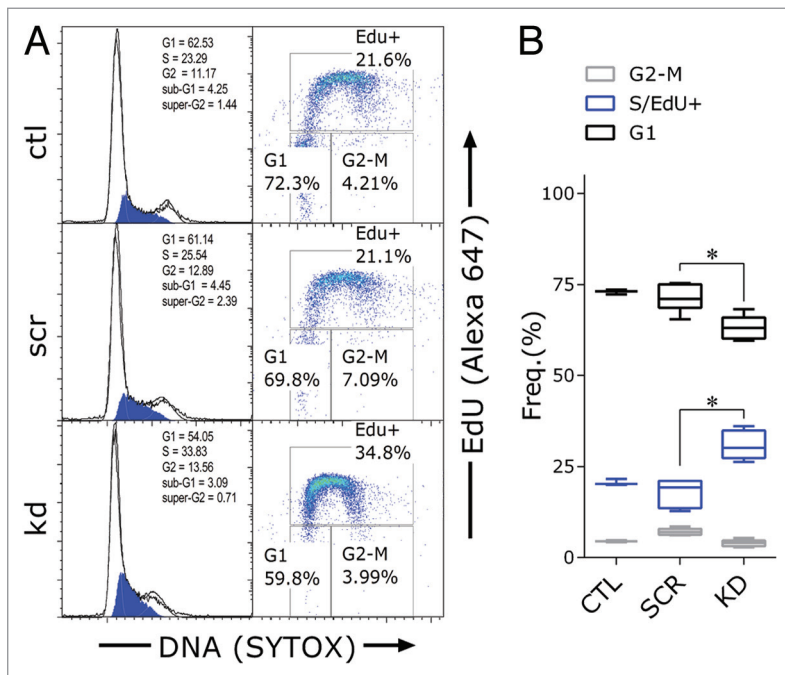 A
ctl
G1 = 62.53
S = 23.29
G2 = 11.17
sub-G1 = 4.25
super-G2 = 1.44
Edu+
21.6%
G1
72.3%
G2-M
4.21%
scr
G1 = 61.14
S = 25.54
G2 = 12.89
sub-G1 = 4.45
super-G2 = 2.39
Edu+
21.1%
G1
69.8%
G2-M
7.09%
kd
G1 = 54.05
S = 33.83
G2 = 13.56
sub-G1 = 3.09
super-G2 = 0.71
Edu+
34.8%
G1
59.8%
G2-M
3.99%
DNA (SYTOX)
EdU (Alexa 647)
B
G2-M
S/EdU+
G1
Freq.(%)
100
75
50
25
0
*
*
CTL
SCR
KD